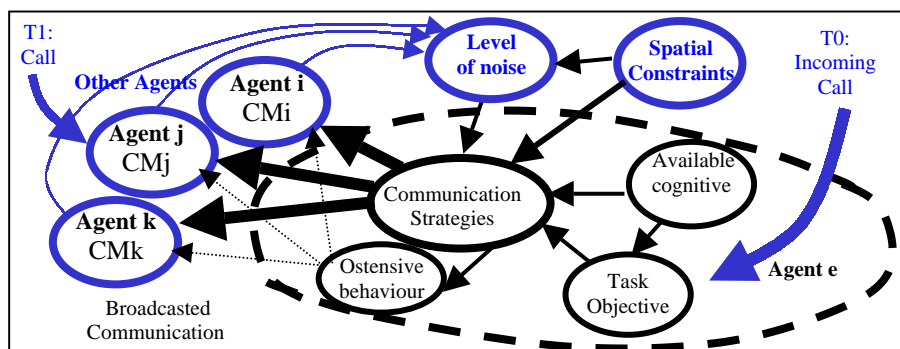 T1:
Call
Other Agents
Agent i
CMi
Agent j
CMj
Agent k
CMk
Broadcasted
Communication
Level
of noise
Spatial
Constraints
T0:
Incoming
Call
Communication
Strategies
Available
cognitive
Ostensive
behaviour
Task
Objective
Agent e